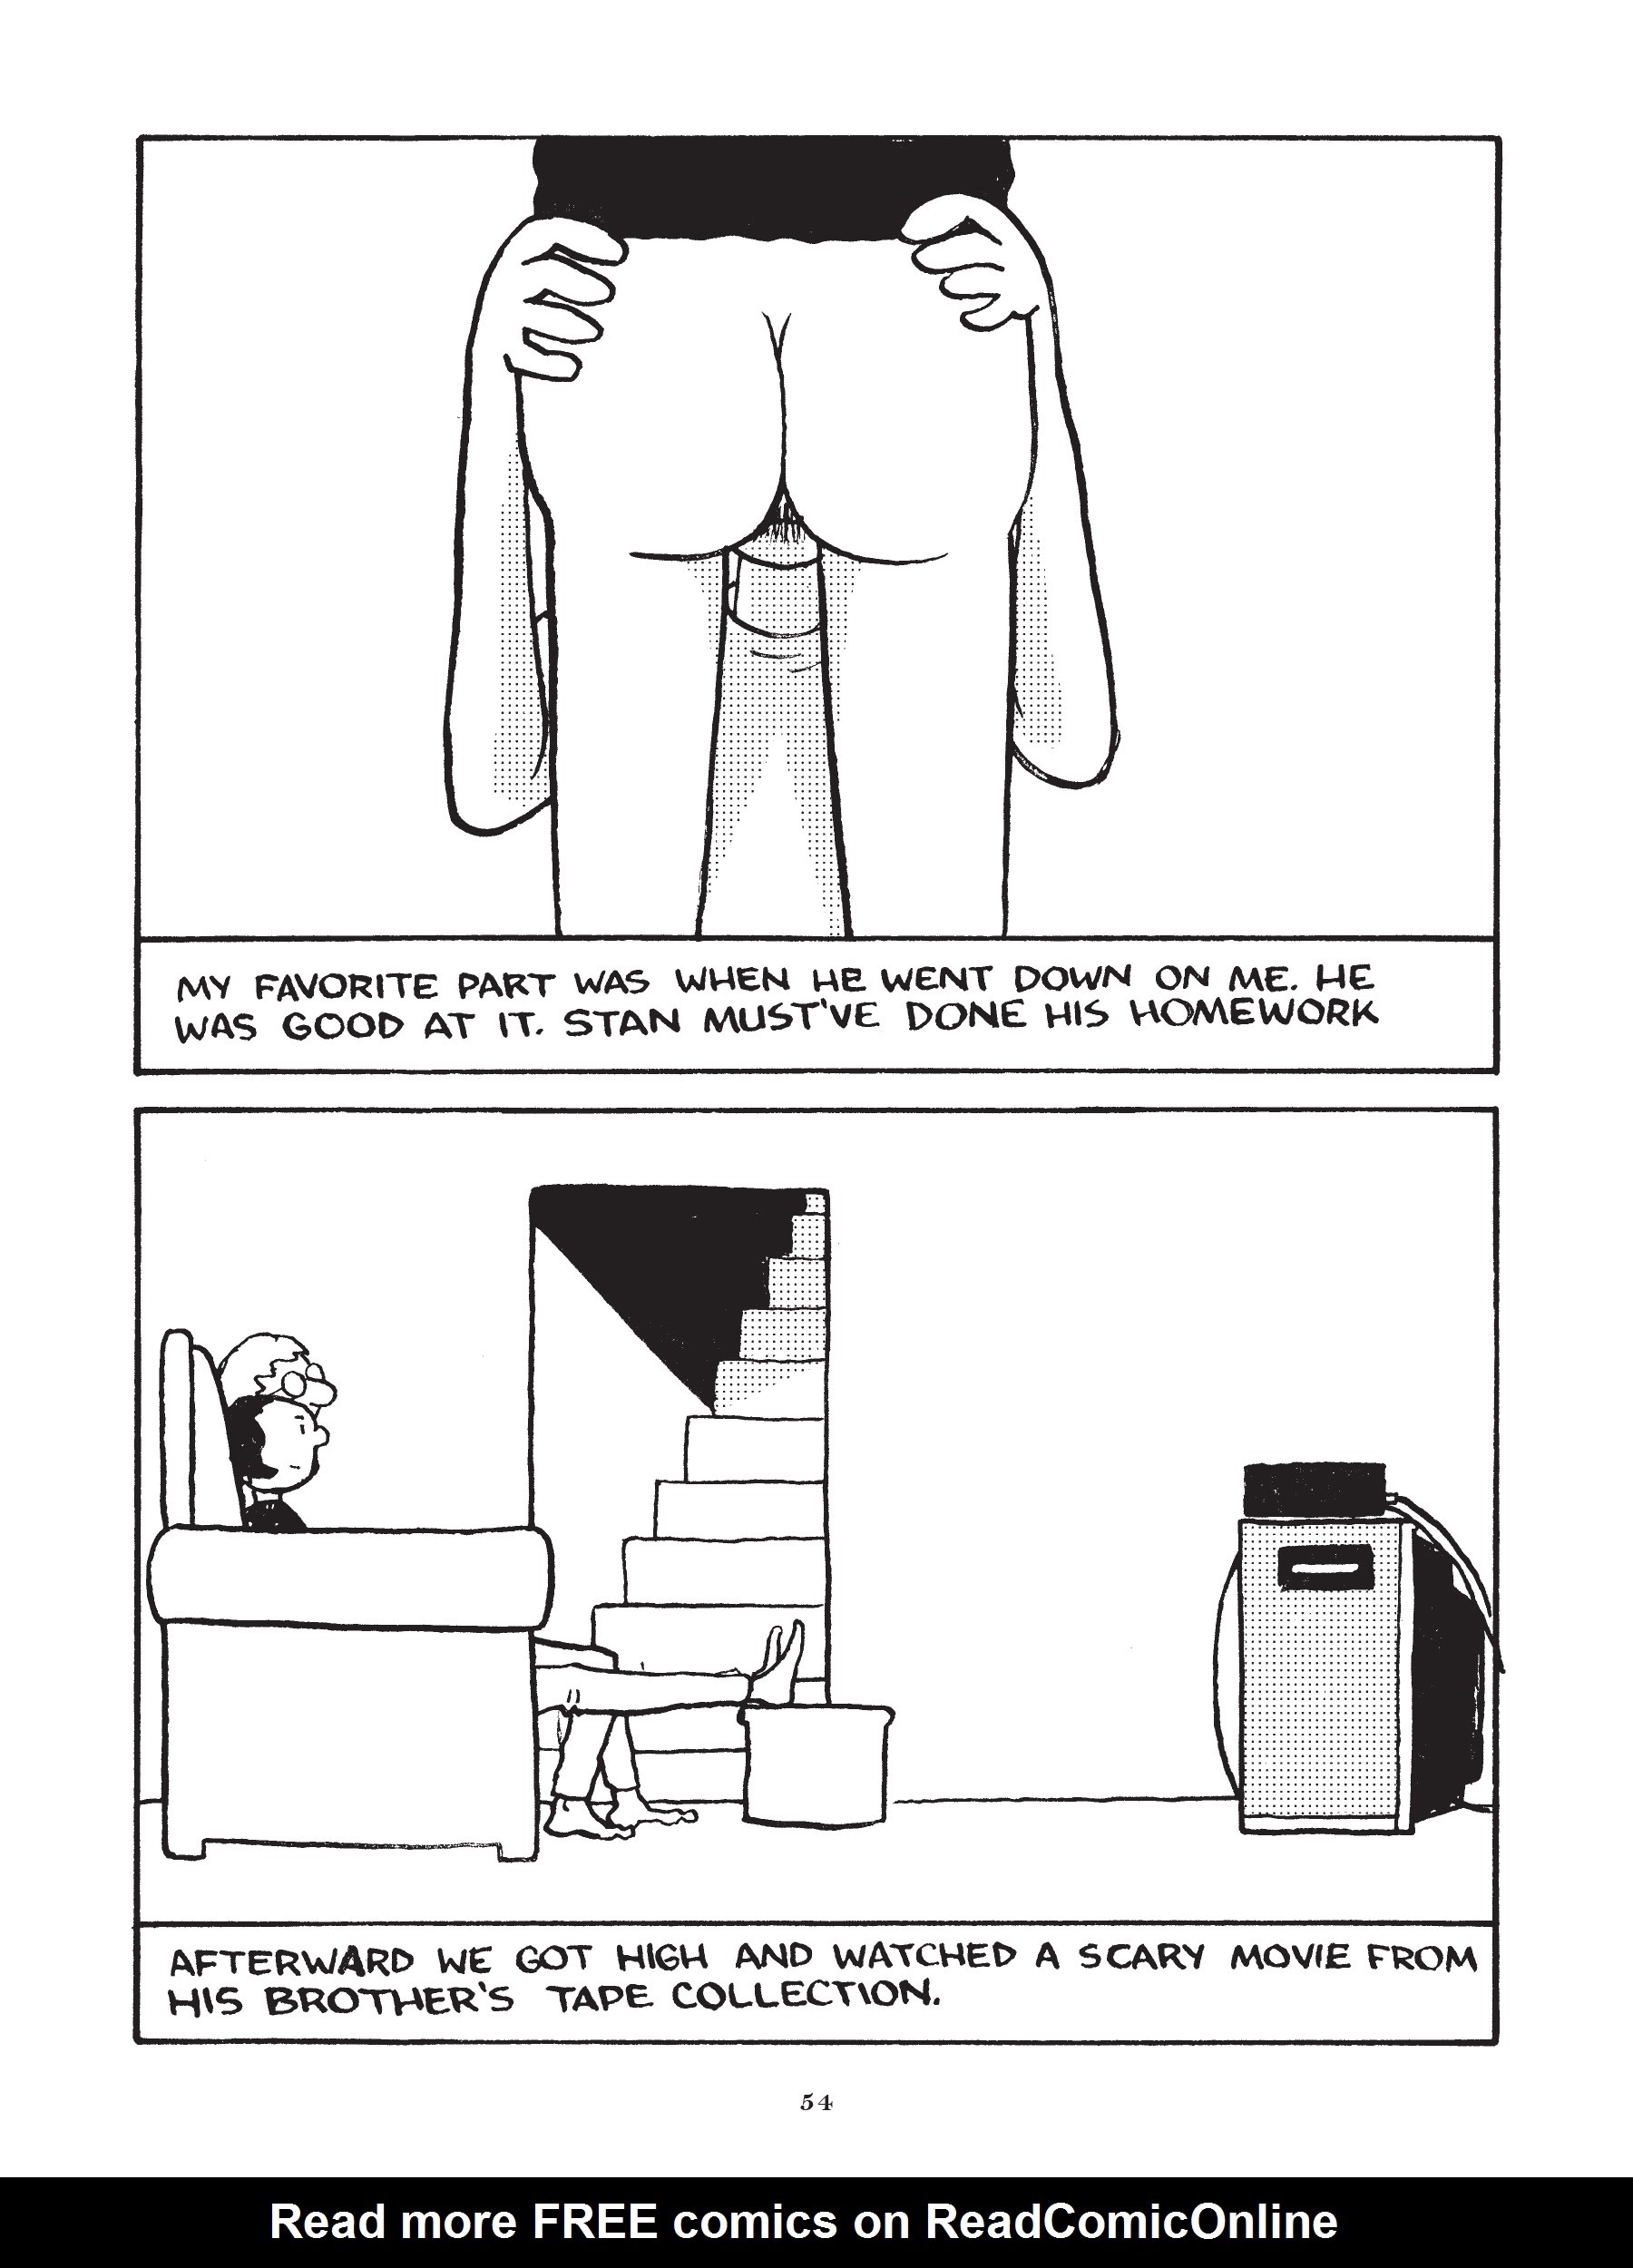 MY FAVORITE PART WAS WHEN HE WENT DOWN ON ME. HE
WAS GOOD AT IT. STAN MUST'VE DONE HIS HOMEWORK
AFTERWARD WE GOT HIGH AND WATCHED A SCARY MOVIE FROM
HIS BROTHER'S TAPE COLLECTION.
54
Read more FREE comics on ReadComicOnline